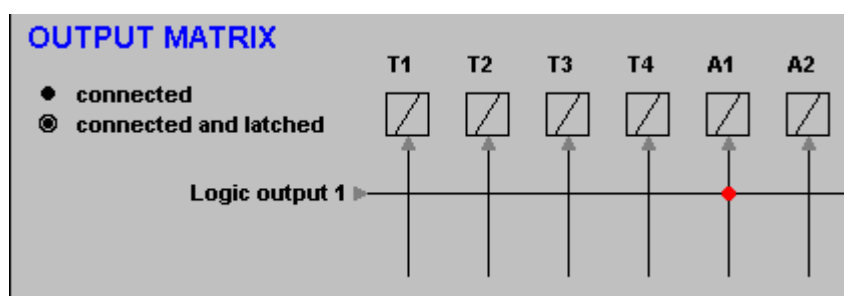 OUTPUT MATRIX
T1 T2 T3 T4 A1 A2
connected
connected and latched
Logic output 1